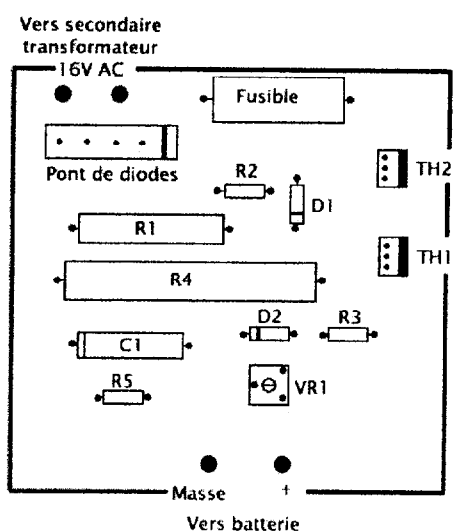 Vers secondaire
transformateur
16V AC
Fusible
Pont de diodes
R2
TH2
D1
R1
TH1
R4
D2
R3
C1
R5
VR1
Masse
+
Vers batterie